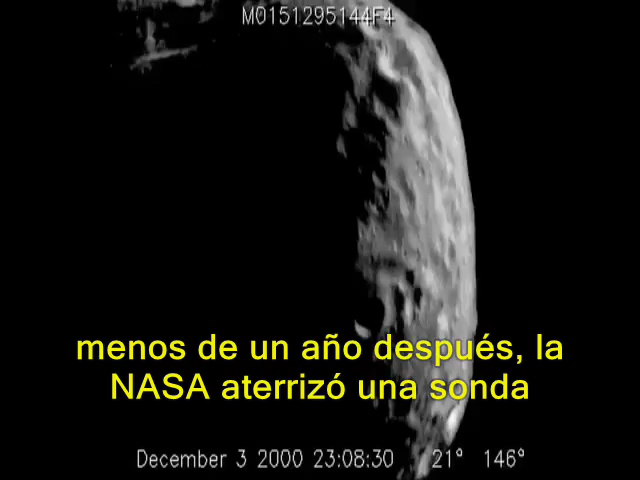 M0151295144F4
menos de un año después, la
NASA aterrizó una sonda
December 3 2000 23:08:30 21° 146°